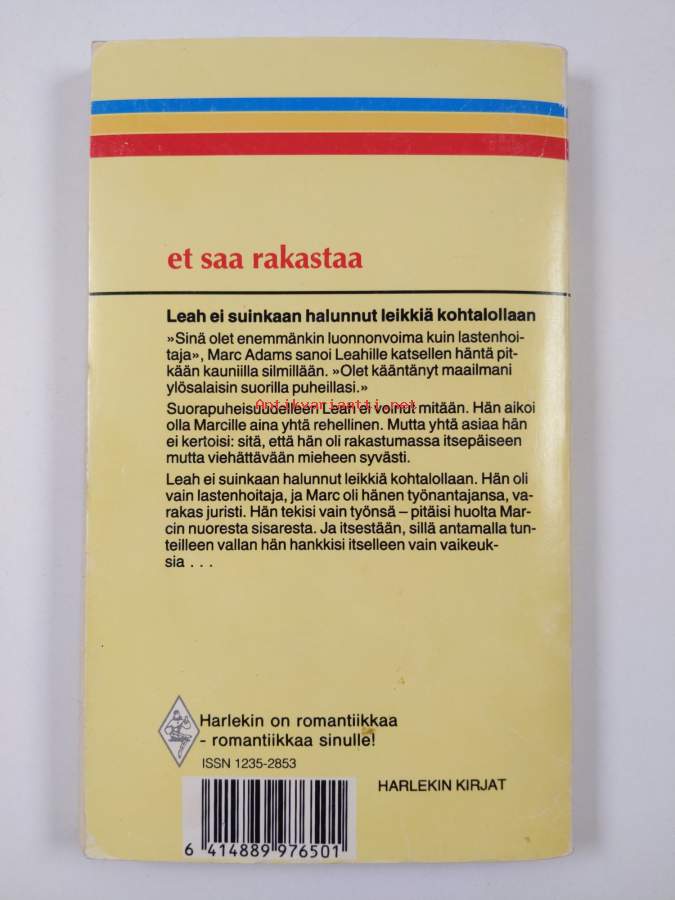 et saa rakastaa
Leah ei suinkaan halunnut leikkiä kohtalollaan
»Sinä olet enemmänkin luonnonvoima kuin lastenhoi-
taja», Marc Adams sanoi Leahille katsellen häntä pit-
kään kauniilla silmillään. »Olet kääntänyt maailmani
ylösalaisin suorilla puheillasi.»
Antikvariaatti.net
Suorapuheisuudelleen Leah ei voinut mitään. Hän aikoi
olla Marcille aina yhtä rehellinen. Mutta yhtä asiaa hän
ei kertoisi: sitä, että hän oli rakastumassa itsepäiseen
mutta viehättävään mieheen syvästi.
Leah ei suinkaan halunnut leikkiä kohtalollaan. Hän oli
vain lastenhoitaja, ja Marc oli hänen työnantajansa, va-
rakas juristi. Hän tekisi vain työnsä – pitäisi huolta Mar-
cin nuoresta sisaresta. Ja itsestään, sillä antamalla tun-
teilleen vallan hän hankkisi itselleen vain vaikeuk-
sia . . .
Harlekin on romantiikkaa
- romantiikkaa sinulle!
ISSN 1235-2853
HARLEKIN KIRJAT
6 414889 976501